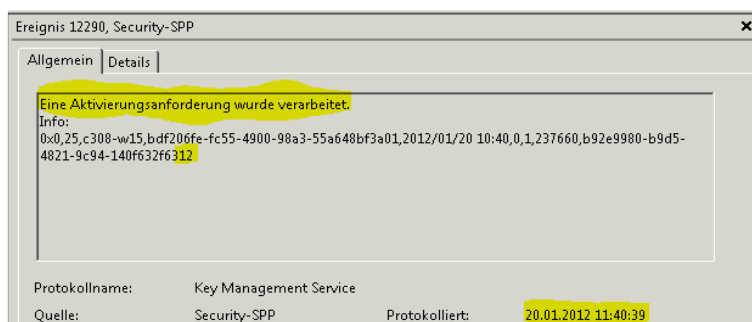 Ereignis 12290, Security-SPP
Allgemein Details
Eine Aktivierungsanforderung wurde verarbeitet.
Info:
0x0,25,c308-w15,bdf206fe-fc55-4900-98a3-55a648bf3a01,2012/01/20 10:40,0,1,237660,b92e9980-b9d5-
4821-9c94-140f632f6312
Protokollname: Key Management Service
Quelle: Security-SPP Protokolliert: 20.01.2012 11:40:39